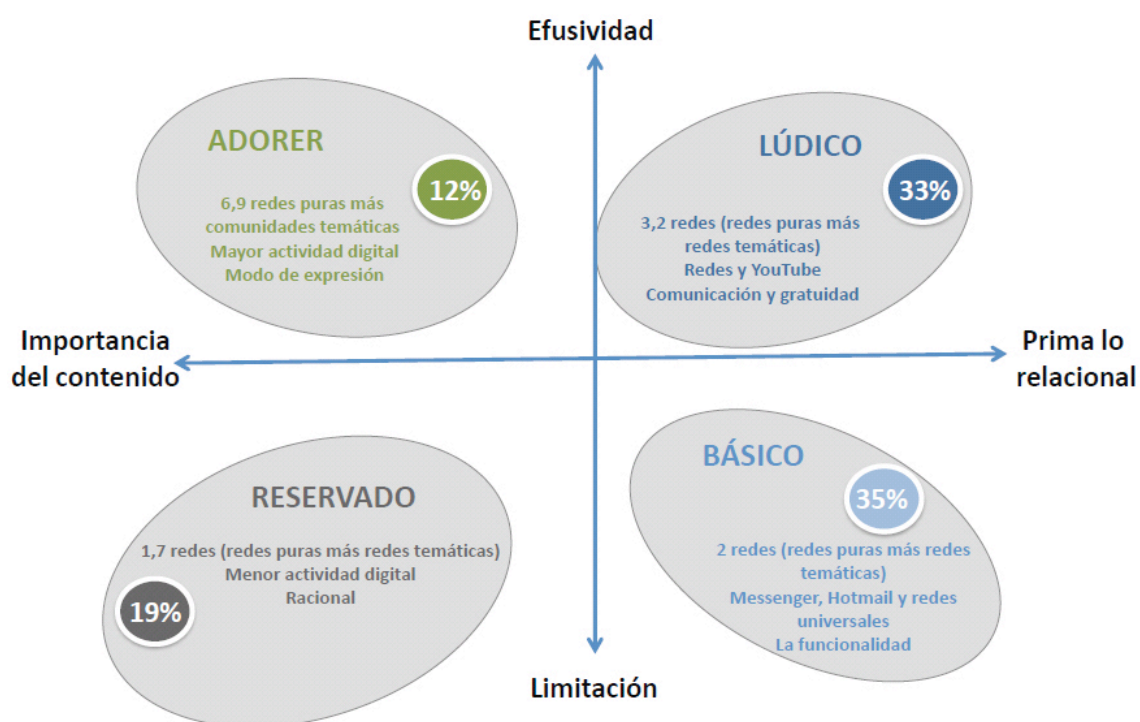 Efusividad
ADORER
12%
6,9 redes puras más
comunidades temáticas
Mayor actividad digital
Modo de expresión
LÚDICO
33%
3,2 redes (redes puras más
redes temáticas)
Redes y YouTube
Comunicación y gratuidad
Importancia
del contenido
Prima lo
relacional
RESERVADO
1,7 redes (redes puras más redes temáticas)
Menor actividad digital
Racional
19%
BÁSICO
35%
2 redes (redes puras más redes
temáticas)
Messenger, Hotmail y redes
universales
La funcionalidad
Limitación